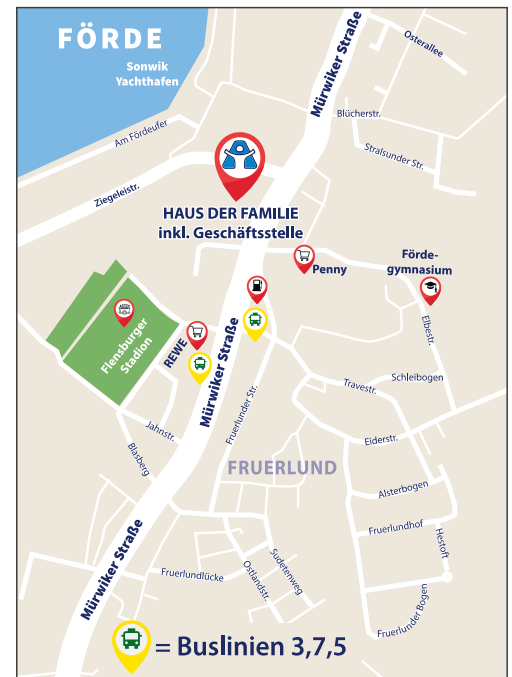 FÖRDE
Sonwik
Yachthafen
Mürwiker Straße
Osterallee
Blücherstr.
Stralsunder Str.
Am Fördeufer
Ziegeleistr.
HAUS DER FAMILIE
inkl. Geschäftsstelle
Penny
Förde-
gymnasium
Elbestr.
Flensburger
Stadion
REWE
Mürwiker Straße
Fruerlunder Str.
Travestr.
Schleibogen
Jahnstr.
Blasberg
Eiderstr.
FRUERLUND
Alsterbogen
Fruerlundhof
Hestoft
Mürwiker Straße
Fruerlundlücke
Ostlandstr.
Sudetenweg
Fruerlunder Bogan
= Buslinien 3,7,5